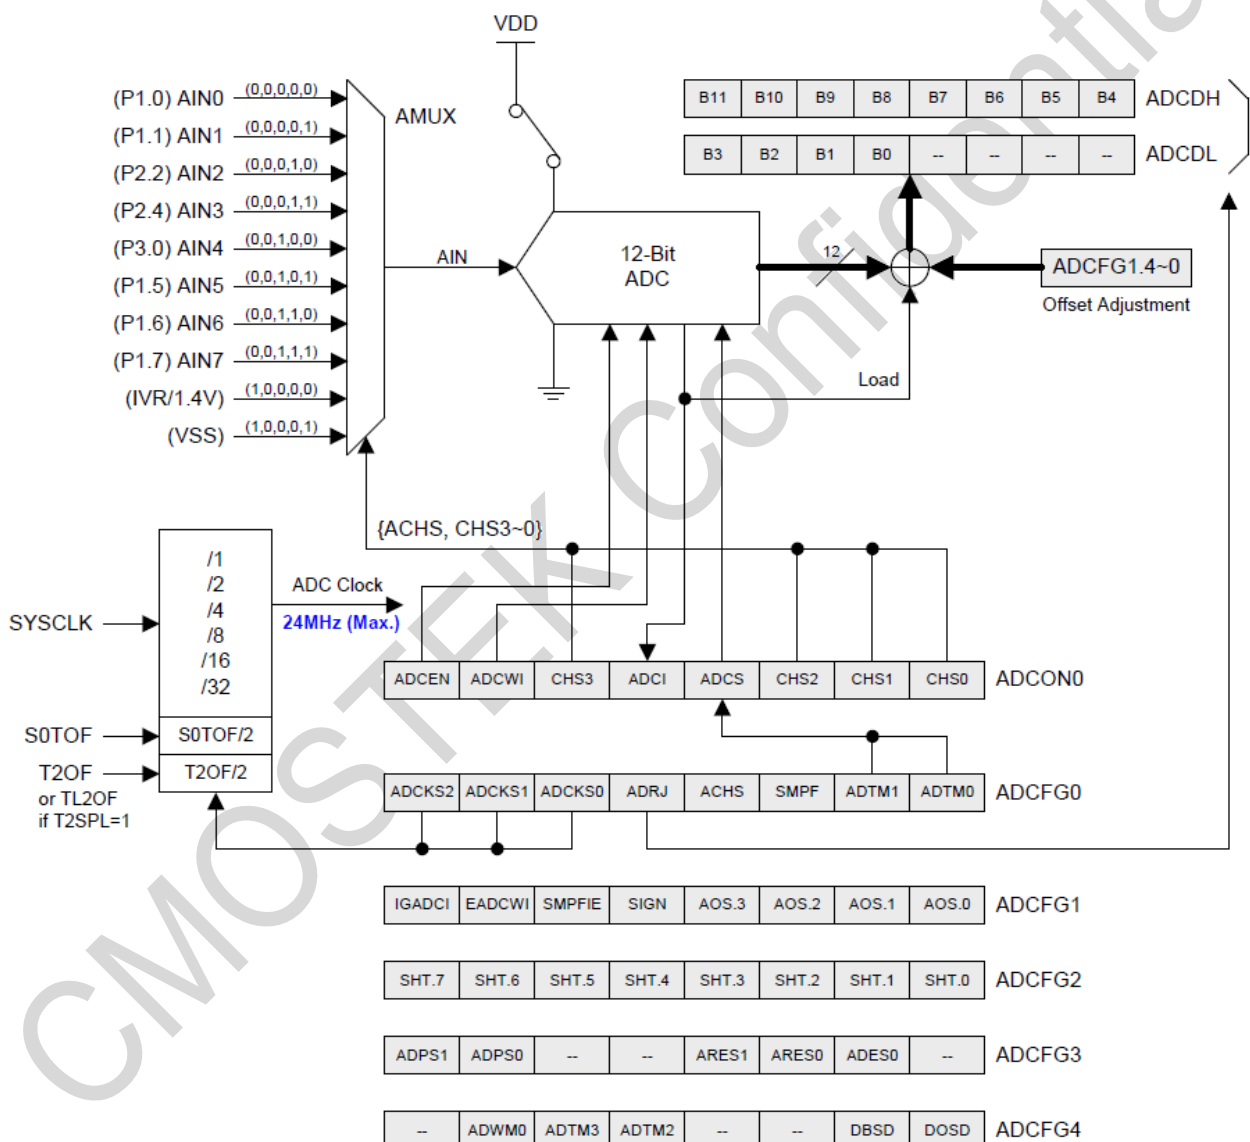 VDD
(P1.0) AIN0 (0,0,0,0,0)
(P1.1) AIN1 (0,0,0,0,1)
(P2.2) AIN2 (0,0,0,1,0)
(P2.4) AIN3 (0,0,0,1,1)
(P3.0) AIN4 (0,0,1,0,0)
(P1.5) AIN5 (0,0,1,0,1)
(P1.6) AIN6 (0,0,1,1,0)
(P1.7) AIN7 (0,0,1,1,1)
(IVR/1.4V) (1,0,0,0,0)
(VSS) (1,0,0,0,1)
AMUX
AIN
12-Bit
ADC
B11 B10 B9 B8 B7 B6 B5 B4 ADCDH
B3 B2 B1 B0 -- -- -- -- ADCDL
12
ADCFG1.4~0
Offset Adjustment
Load
{ACHS, CHS3~0}
/1
/2
/4
/8
/16
/32
SYSCLK
ADC Clock
24MHz (Max.)
S0TOF
S0TOF/2
T2OF
T2OF/2
or TL2OF
if T2SPL=1
ADCEN ADCWI CHS3 ADCI ADCS CHS2 CHS1 CHS0 ADCON0
ADCKS2 ADCKS1 ADCKS0 ADRJ ACHS SMPF ADTM1 ADTM0 ADCFG0
IGADCI EADCWI SMPFIE SIGN AOS.3 AOS.2 AOS.1 AOS.0 ADCFG1
SHT.7 SHT.6 SHT.5 SHT.4 SHT.3 SHT.2 SHT.1 SHT.0 ADCFG2
ADPS1 ADPS0 -- -- ARES1 ARES0 ADES0 -- ADCFG3
-- ADWM0 ADTM3 ADTM2 -- -- DBSD DOSD ADCFG4
CMOSTEK Confidentia